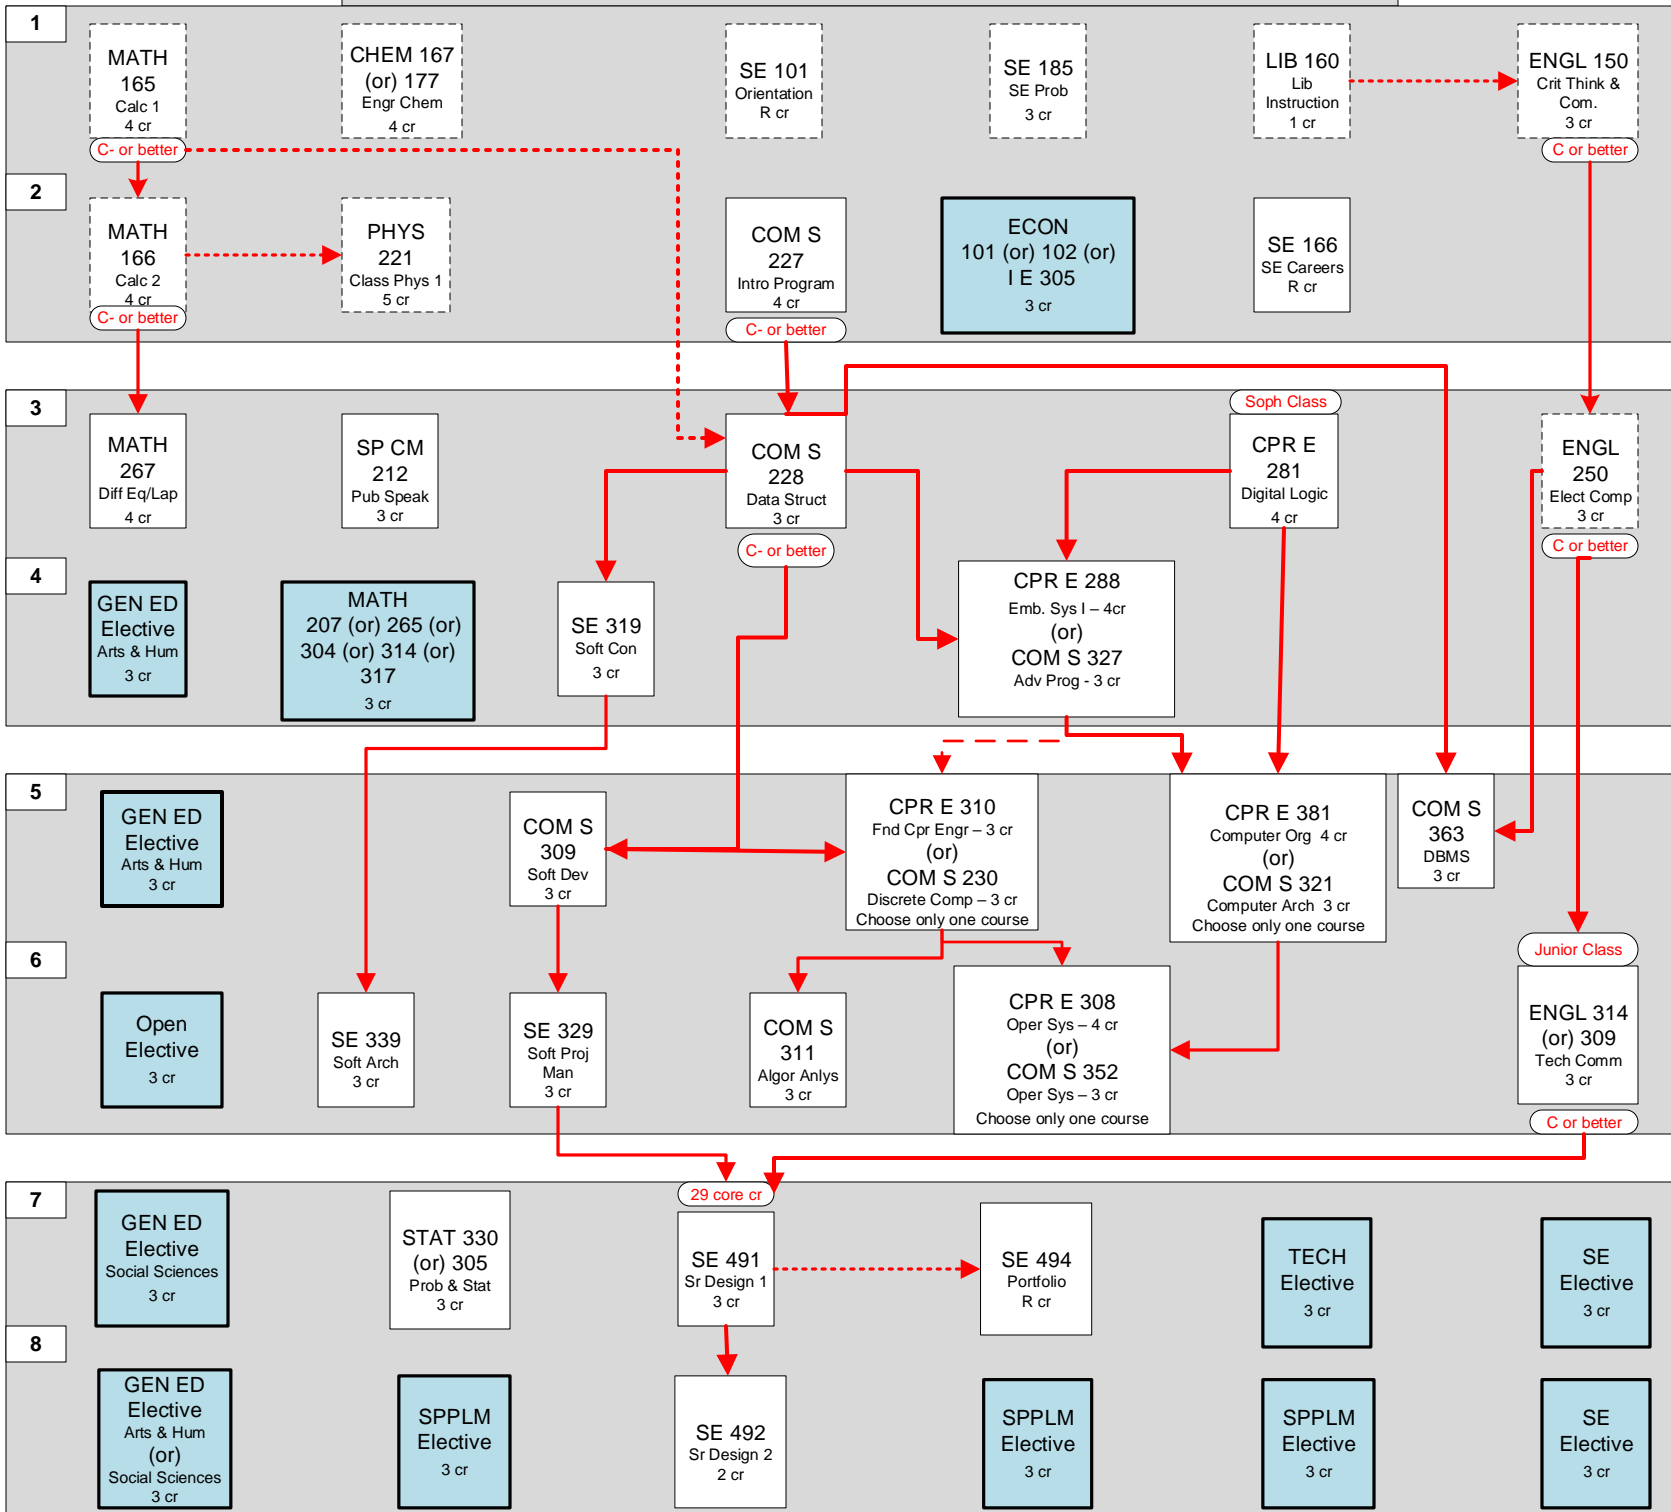 1
MATH
165
Calc 1
4 cr
C- or better
CHEM 167
(or) 177
Engr Chem
4 cr
SE 101
Orientation
R cr
SE 185
SE Prob
3 cr
LIB 160
Lib
Instruction
1 cr
ENGL 150
Crit Think &
Com.
3 cr
C or better
2
MATH
166
Calc 2
4 cr
C- or better
PHYS
221
Class Phys 1
5 cr
COM S
227
Intro Program
4 cr
C- or better
ECON
101 (or) 102 (or)
I E 305
3 cr
SE 166
SE Careers
R cr
3
MATH
267
Diff Eq/Lap
4 cr
SP CM
212
Pub Speak
3 cr
COM S
228
Data Struct
3 cr
C- or better
Soph Class
CPR E
281
Digital Logic
4 cr
ENGL
250
Elect Comp
3 cr
C or better
4
GEN ED
Elective
Arts & Hum
3 cr
MATH
207 (or) 265 (or)
304 (or) 314 (or)
317
3 cr
SE 319
Soft Con
3 cr
CPR E 288
Emb. Sys I – 4cr
(or)
COM S 327
Adv Prog - 3 cr
5
GEN ED
Elective
Arts & Hum
3 cr
COM S
309
Soft Dev
3 cr
CPR E 310
Fnd Cpr Engr – 3 cr
(or)
COM S 230
Discrete Comp – 3 cr
Choose only one course
CPR E 381
Computer Org 4 cr
(or)
COM S 321
Computer Arch 3 cr
Choose only one course
COM S
363
DBMS
3 cr
6
Open
Elective
3 cr
SE 339
Soft Arch
3 cr
SE 329
Soft Proj
Man
3 cr
COM S
311
Algor Anlys
3 cr
CPR E 308
Oper Sys – 4 cr
(or)
COM S 352
Oper Sys – 3 cr
Choose only one course
Junior Class
ENGL 314
(or) 309
Tech Comm
3 cr
C or better
7
GEN ED
Elective
Social Sciences
3 cr
STAT 330
(or) 305
Prob & Stat
3 cr
29 core cr
SE 491
Sr Design 1
3 cr
SE 494
Portfolio
R cr
TECH
Elective
3 cr
SE
Elective
3 cr
8
GEN ED
Elective
Arts & Hum
(or)
Social Sciences
3 cr
SPPLM
Elective
3 cr
SE 492
Sr Design 2
2 cr
SPPLM
Elective
3 cr
SPPLM
Elective
3 cr
SE
Elective
3 cr